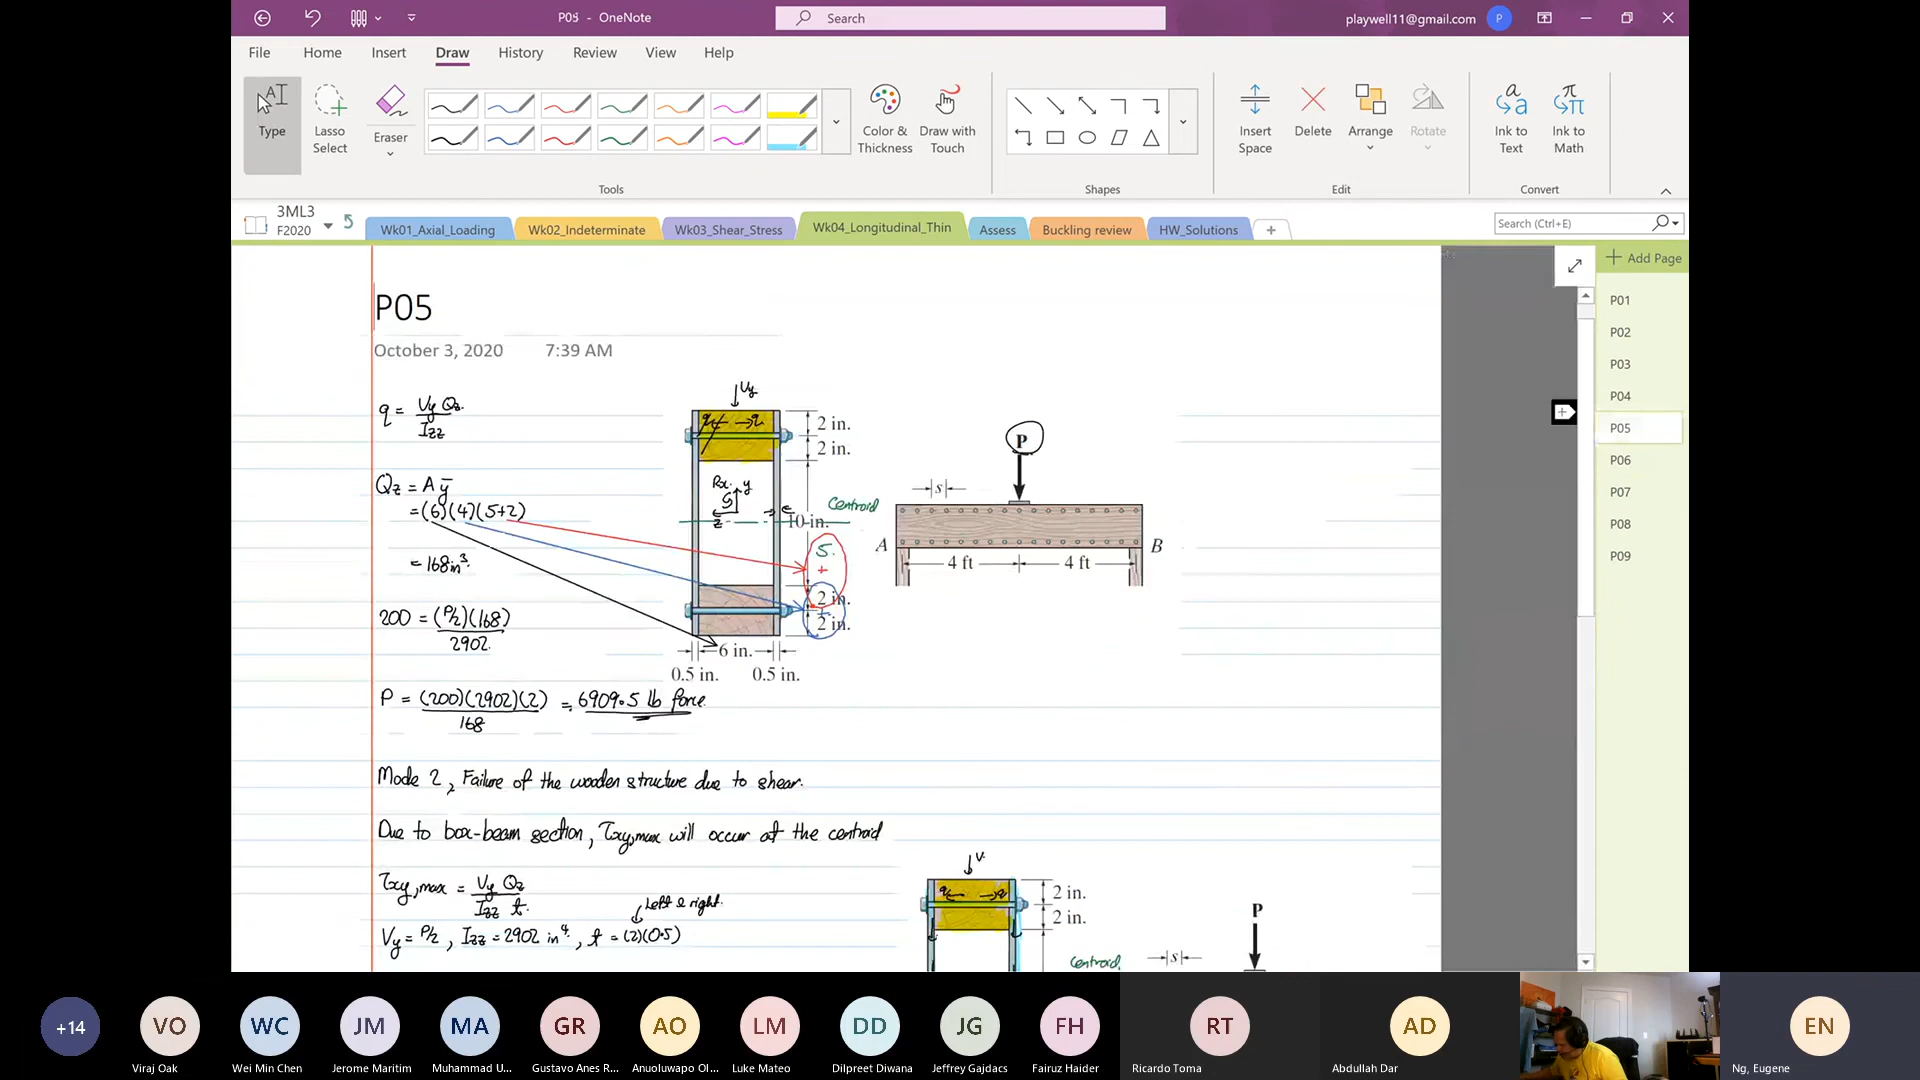 P05 - OneNote
Search
playwell11@gmail.com
P
File
Home
Insert
Draw
History
Review
View
Help
Type
Lasso Select
Eraser
Color & Thickness
Draw with Touch
Insert Space
Delete
Arrange
Rotate
Ink to Text
Ink to Math
Tools
Shapes
Edit
Convert
3ML3
F2020
Wk01_Axial_Loading
Wk02_Indeterminate
Wk03_Shear_Stress
Wk04_Longitudinal_Thin
Assess
Buckling review
HW_Solutions
Search (Ctrl+E)
Add Page
P01
P02
P03
P04
P05
P06
P07
P08
P09
P05
October 3, 2020 7:39 AM
q = Vy Qz / Izz
Qz = A ȳ
= (6)(4)(5+2)
= 168 in³
200 = (P/2)(168) / 2902
P = (200)(2902)(2) / 168 = 6909.5 lb force
Vy
q q
2 in.
2 in.
y
z
Centroid
10 in.
5
+
2 in.
2 in.
6 in.
0.5 in. 0.5 in.
P
s
A
B
4 ft 4 ft
Mode 2, Failure of the wooden structure due to shear.
Due to box-beam section, τxy,max will occur at the centroid
τxy,max = Vy Qz / Izz t
Left & right
Vy = P/2, Izz = 2902 in⁴, t = (2)(0.5)
V
2 in.
2 in.
Centroid
P
s
+14
VO
Viraj Oak
WC
Wei Min Chen
JM
Jerome Maritim
MA
Muhammad U...
GR
Gustavo Anes R...
AO
Anuoluwapo Ol...
LM
Luke Mateo
DD
Dilpreet Diwana
JG
Jeffrey Gajdacs
FH
Fairuz Haider
RT
Ricardo Toma
AD
Abdullah Dar
EN
Ng, Eugene